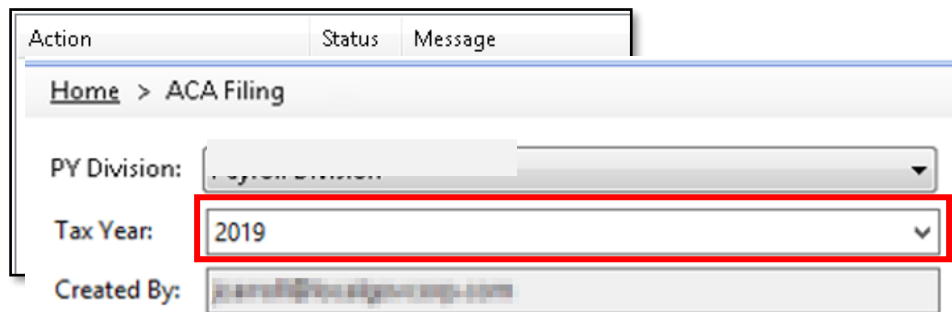 Action Status Message
Home > ACA Filing
PY Division:
Tax Year: 2019
Created By: